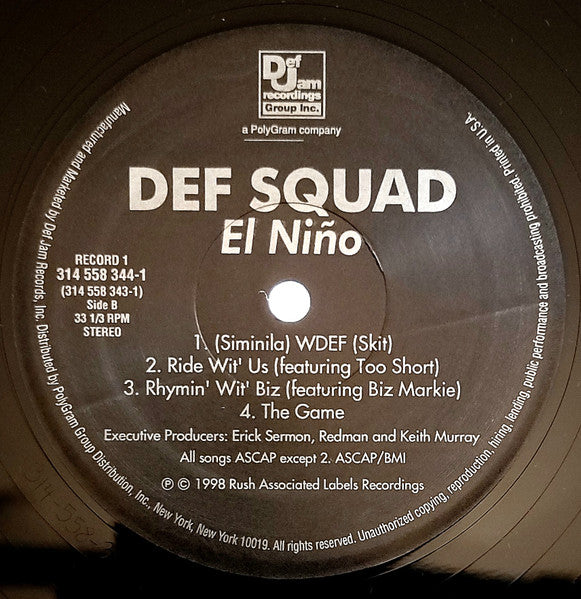 Def
Jam
recordings
Group Inc.
a PolyGram company
DEF SQUAD
El Niño
RECORD 1
314 558 344-1
(314 558 343-1)
Side B
33 1/3 RPM
STEREO
1. (Siminila) WDEF (Skit)
2. Ride Wit' Us (featuring Too Short)
3. Rhymin' Wit' Biz (featuring Biz Markie)
4. The Game
Executive Producers: Erick Sermon, Redman and Keith Murray
All songs ASCAP except 2. ASCAP/BMI
Ⓟ © 1998 Rush Associated Labels Recordings
Manufactured and Marketed by Def Jam Records, Inc. Distributed by PolyGram Group Distribution, Inc., New York, New York 10019. All rights reserved. Unauthorized copying, reproduction, hiring, lending, public performance and broadcasting prohibited. Printed in U.S.A.